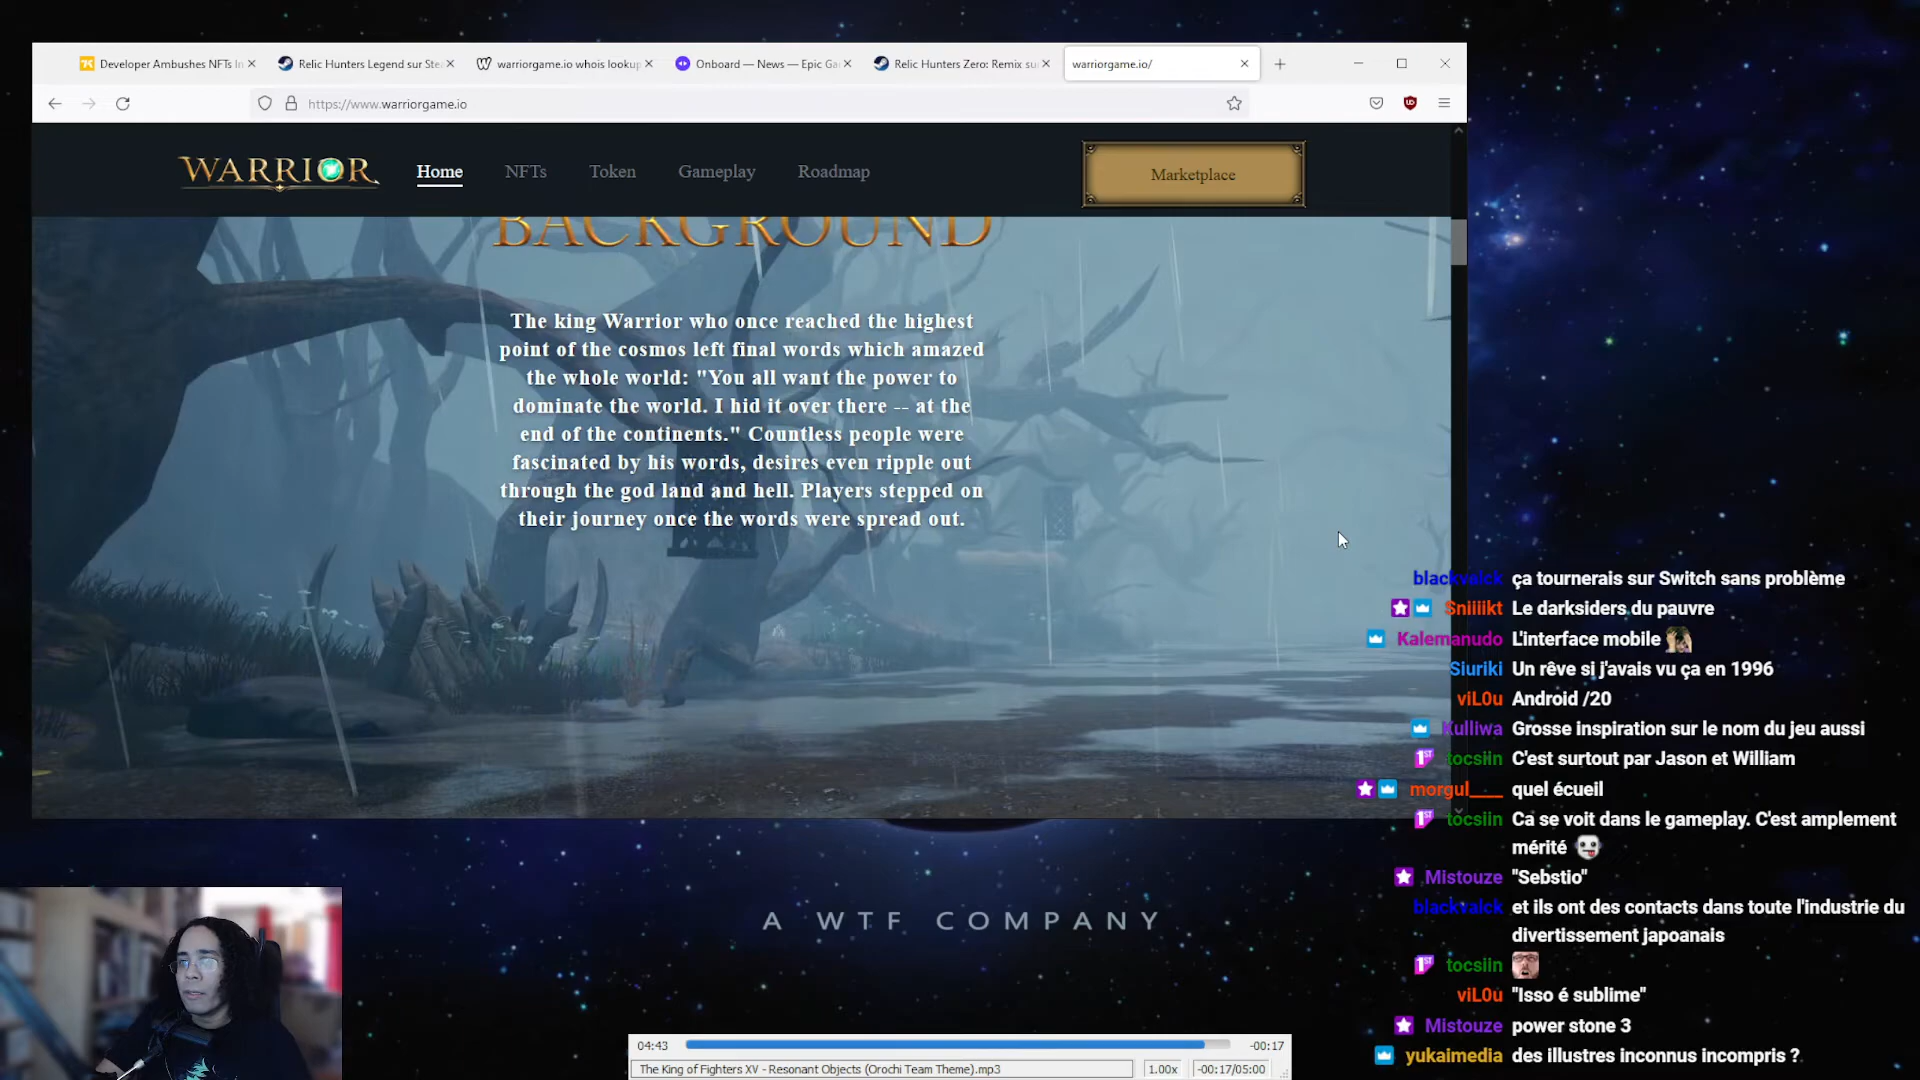 Developer Ambushes NFTs In
Relic Hunters Legend sur Ste
warriorgame.io whois lookup
Onboard — News — Epic Ga
Relic Hunters Zero: Remix su
warriorgame.io/
https://www.warriorgame.io
WARRIOR
Home
NFTs
Token
Gameplay
Roadmap
Marketplace
BACKGROUND
The king Warrior who once reached the highest
point of the cosmos left final words which amazed
the whole world: "You all want the power to
dominate the world. I hid it over there -- at the
end of the continents." Countless people were
fascinated by his words, desires even ripple out
through the god land and hell. Players stepped on
their journey once the words were spread out.
blackvalck ça tournerais sur Switch sans problème
Sniiiikt Le darksiders du pauvre
Kalemanudo L'interface mobile
Siuriki Un rêve si j'avais vu ça en 1996
viL0u Android /20
Kulliwa Grosse inspiration sur le nom du jeu aussi
tocsiin C'est surtout par Jason et William
morgul____ quel écueil
tocsiin Ca se voit dans le gameplay. C'est amplement
mérité
Mistouze "Sebstio"
blackvalck et ils ont des contacts dans toute l'industrie du
divertissement japoanais
tocsiin
viL0u "Isso é sublime"
Mistouze power stone 3
yukaimedia des illustres inconnus incompris ?
A WTF COMPANY
04:43
-00:17
The King of Fighters XV - Resonant Objects (Orochi Team Theme).mp3
1.00x
-00:17/05:00